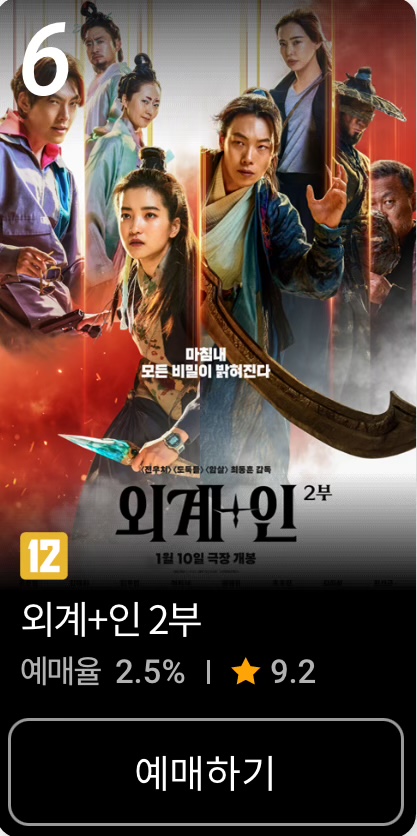 6
마침내
모든 비밀이 밝혀진다
<전우치> <도둑들> <암살> 최동훈 감독
외계+인 2부
1월 10일 극장 개봉
12
외계+인 2부
예매율 2.5% | ★ 9.2
예매하기